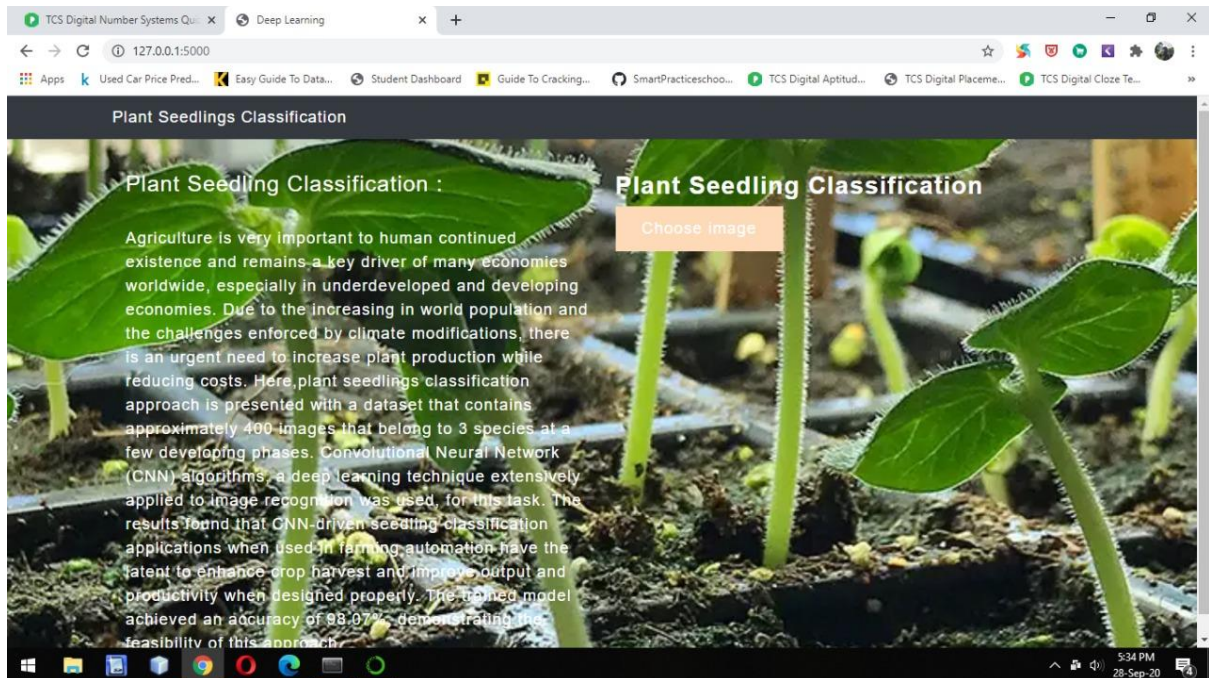 TCS Digital Number Systems Qui
Deep Learning
127.0.0.1:5000
Apps
Used Car Price Pred...
Easy Guide To Data...
Student Dashboard
Guide To Cracking...
SmartPracticeschoo...
TCS Digital Aptitud...
TCS Digital Placeme...
TCS Digital Cloze Te...
Plant Seedlings Classification
Plant Seedling Classification :
Agriculture is very important to human continued
existence and remains a key driver of many economies
worldwide, especially in underdeveloped and developing
economies. Due to the increasing in world population and
the challenges enforced by climate modifications, there
is an urgent need to increase plant production while
reducing costs. Here,plant seedlings classification
approach is presented with a dataset that contains
approximately 400 images that belong to 3 species at a
few developing phases. Convolutional Neural Network
(CNN) algorithms, a deep learning technique extensively
applied to image recognition was used, for this task. The
results found that CNN-driven seedling classification
applications when used in farming automation have the
latent to enhance crop harvest and improve output and
productivity when designed properly. The trained model
achieved an accuracy of 98.07%, demonstrating the
feasibility of this approach
Plant Seedling Classification
Choose image
5:34 PM
28-Sep-20
4